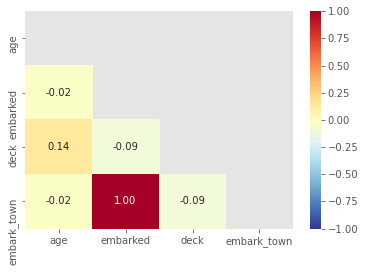 age
embarked
deck
embark_town
-0.02
0.14
-0.09
-0.02
1.00
-0.09
age
embarked
deck
embark_town
1.00
0.75
0.50
0.25
0.00
-0.25
-0.50
-0.75
-1.00